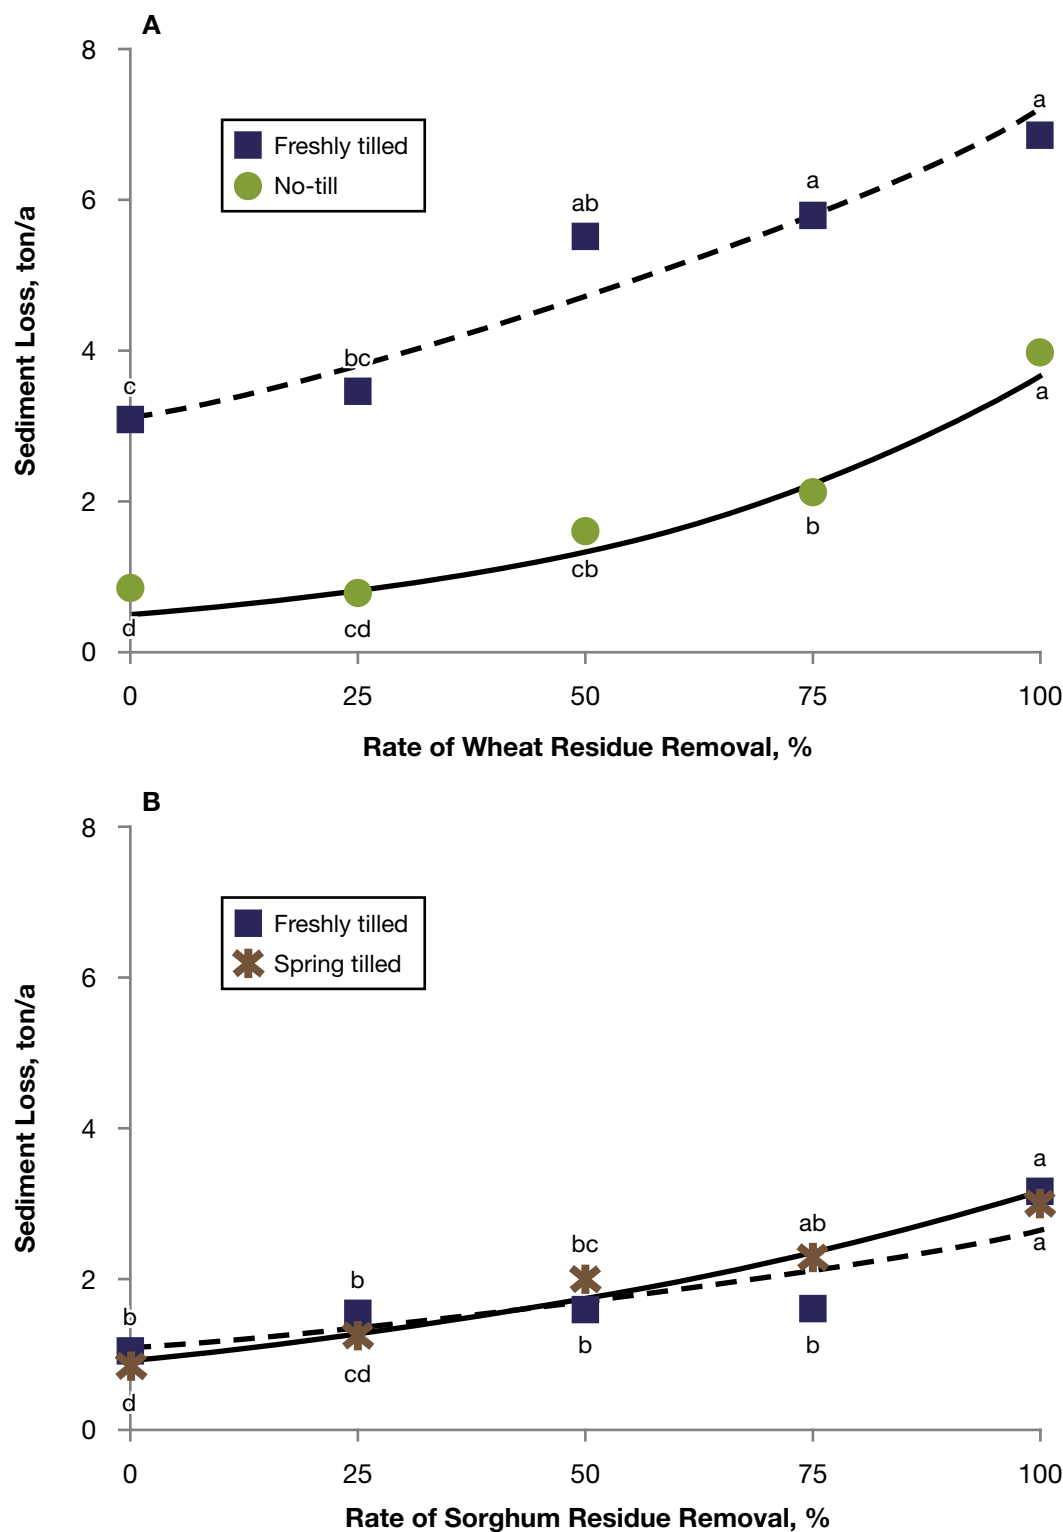 A
8
6
4
2
0
Sediment Loss, ton/a
Freshly tilled
No-till
c
bc
ab
a
a
d
cd
cb
b
a
0 25 50 75 100
Rate of Wheat Residue Removal, %
B
8
6
4
2
0
Sediment Loss, ton/a
Freshly tilled
Spring tilled
b
b
bc
ab
a
d
cd
b
b
a
0 25 50 75 100
Rate of Sorghum Residue Removal, %